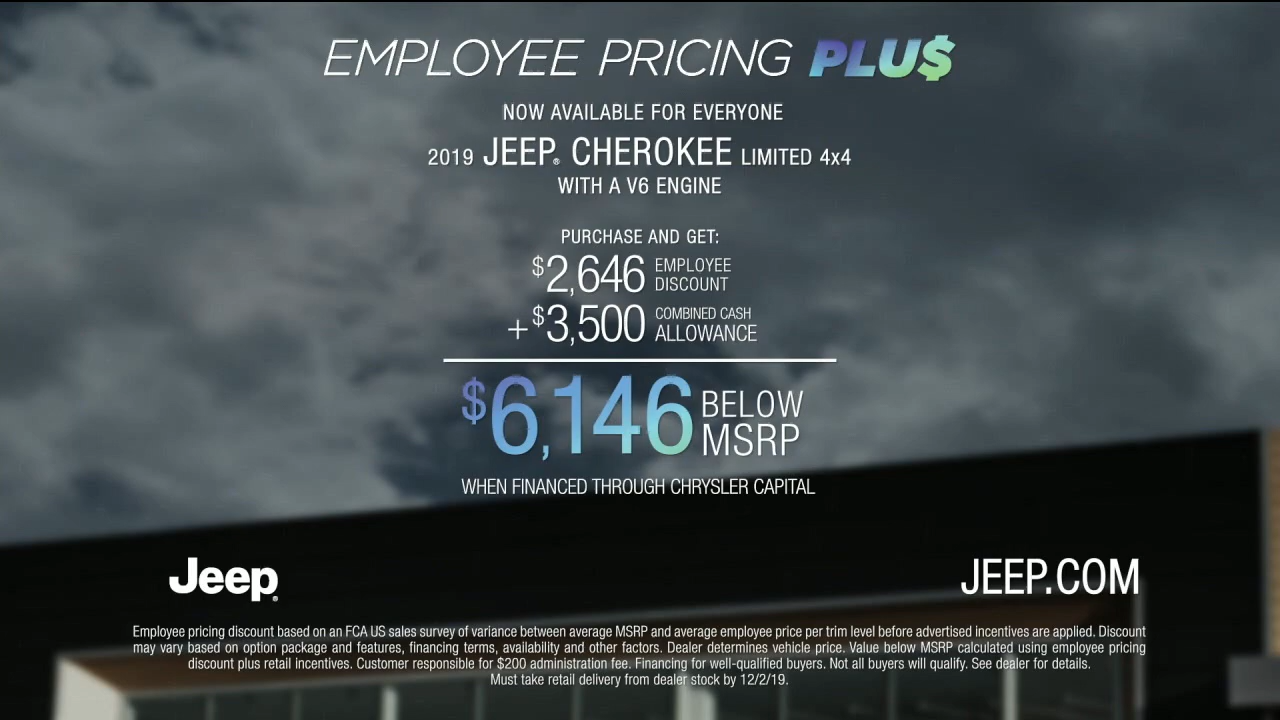 EMPLOYEE PRICING PLU$
NOW AVAILABLE FOR EVERYONE
2019 JEEP® CHEROKEE LIMITED 4x4
WITH A V6 ENGINE
PURCHASE AND GET:
$2,646 EMPLOYEE DISCOUNT
+$3,500 COMBINED CASH ALLOWANCE
$6,146 BELOW MSRP
WHEN FINANCED THROUGH CHRYSLER CAPITAL
Jeep®
JEEP.COM
Employee pricing discount based on an FCA US sales survey of variance between average MSRP and average employee price per trim level before advertised incentives are applied. Discount
may vary based on option package and features, financing terms, availability and other factors. Dealer determines vehicle price. Value below MSRP calculated using employee pricing
discount plus retail incentives. Customer responsible for $200 administration fee. Financing for well-qualified buyers. Not all buyers will qualify. See dealer for details.
Must take retail delivery from dealer stock by 12/2/19.